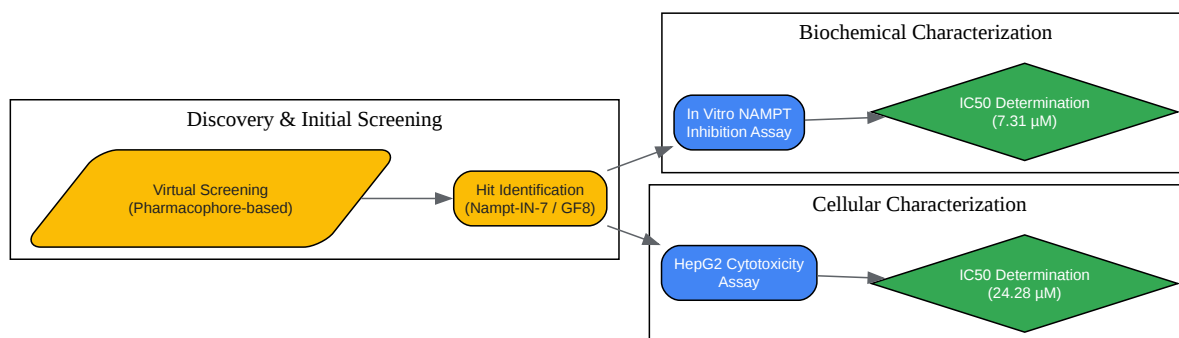 Discovery & Initial Screening
Virtual Screening
(Pharmacophore-based)
Hit Identification
(Nampt-IN-7 / GF8)
Biochemical Characterization
In Vitro NAMPT
Inhibition Assay
IC50 Determination
(7.31 µM)
Cellular Characterization
HepG2 Cytotoxicity
Assay
IC50 Determination
(24.28 µM)